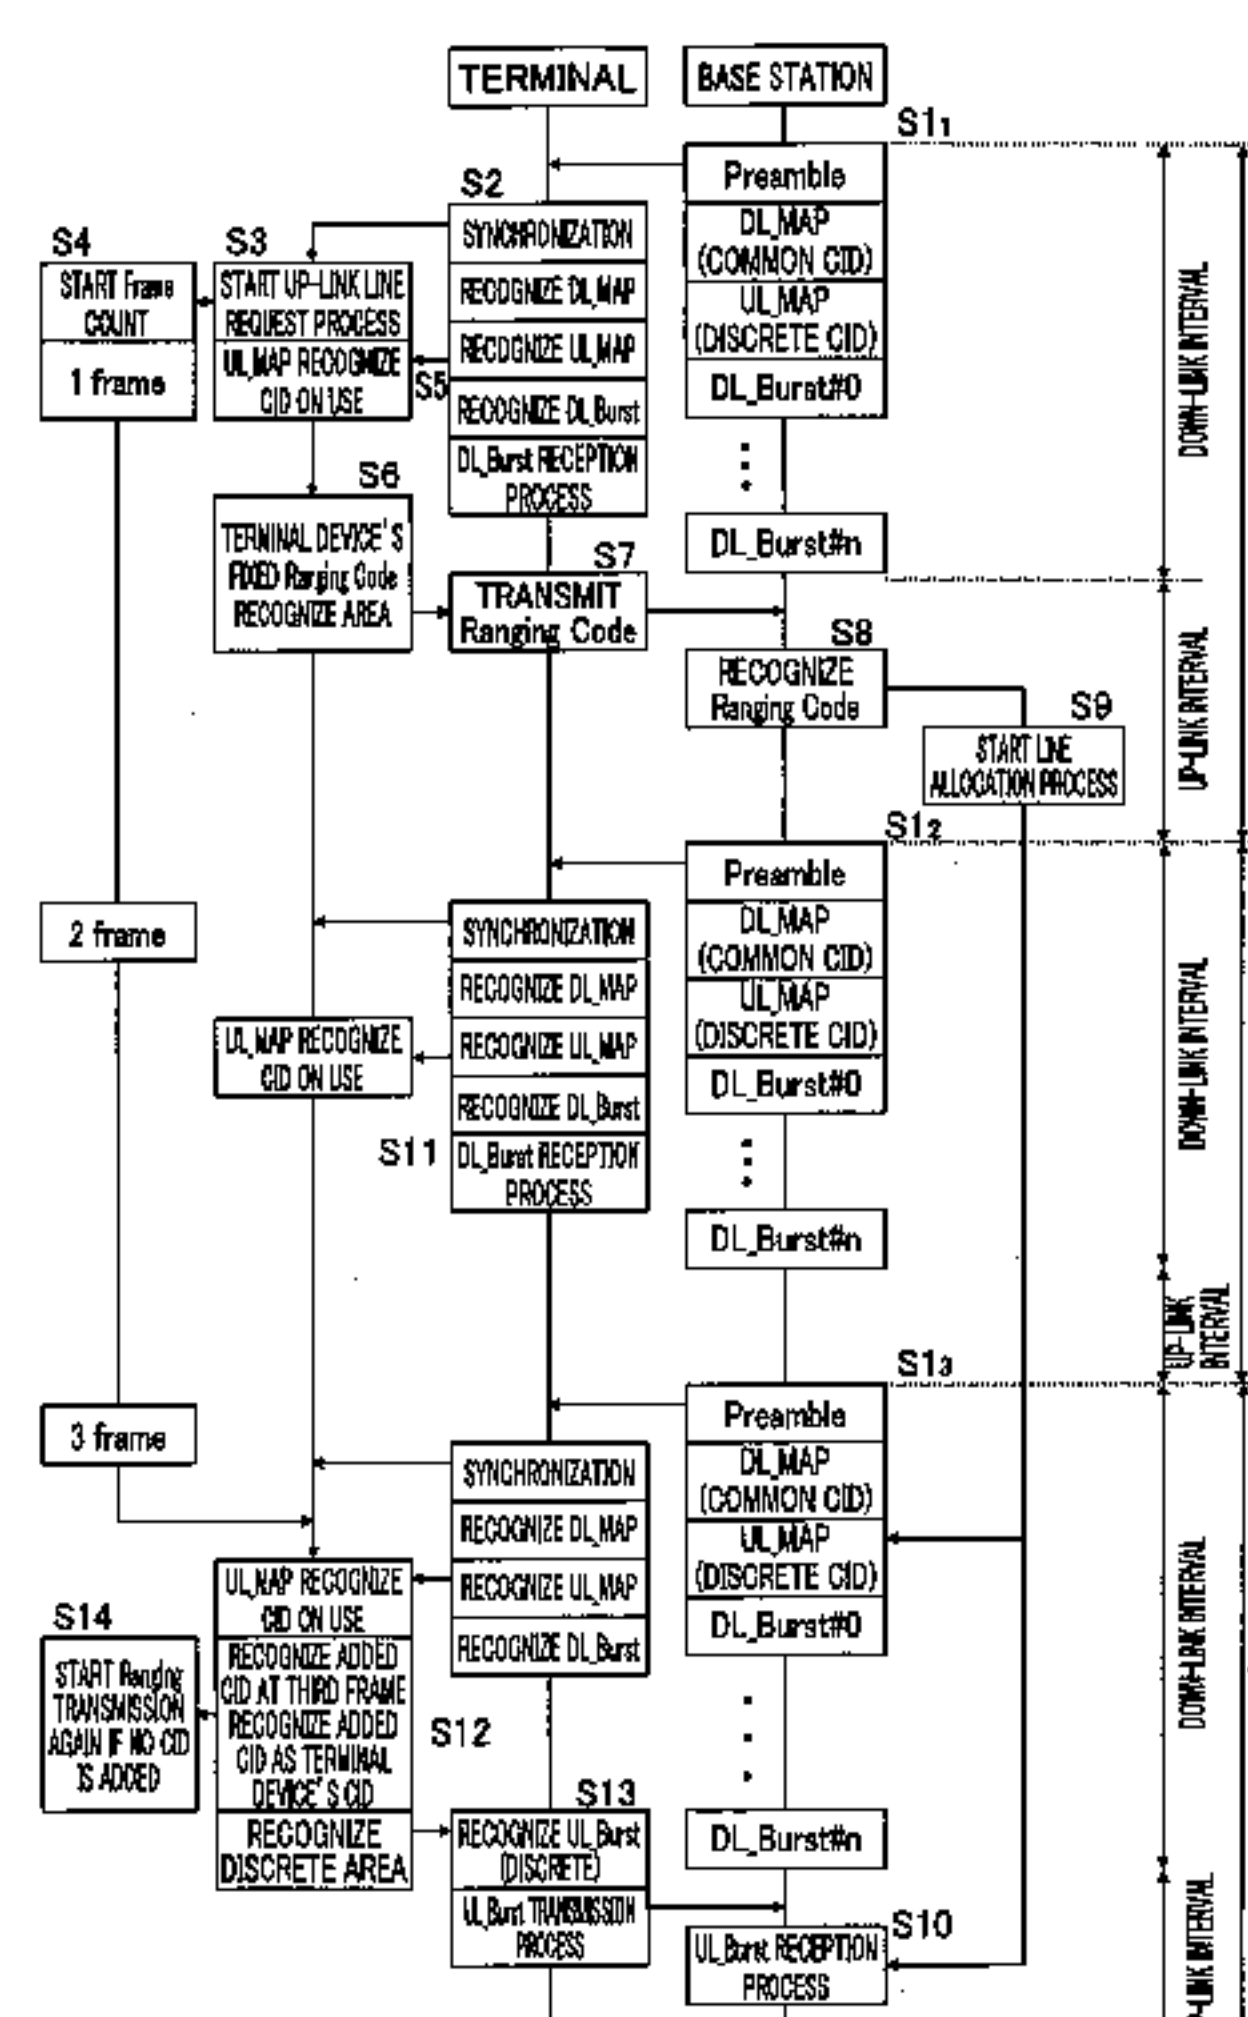 TERMINAL
BASE STATION
S1₁
Preamble
S2
DL_MAP
(COMMON CID)
SYNCHRONIZATION
S4
S3
START Frame
COUNT
START UP-LINK LINE
REQUEST PROCESS
RECOGNIZE DL_MAP
UL_MAP
(DISCRETE CID)
1 frame
UL_MAP RECOGNIZE
CID ON USE
S5
RECOGNIZE UL_MAP
DL_Burst#0
RECOGNIZE DL_Burst
DL_Burst RECEPTION
PROCESS
DOWN-LINK INTERVAL
S6
TERMINAL DEVICE'S
FIXED Ranging Code
RECOGNIZE AREA
DL_Burst#n
S7
TRANSMIT
Ranging Code
S8
RECOGNIZE
Ranging Code
UP-LINK INTERVAL
S9
START LINE
ALLOCATION PROCESS
S1₂
Preamble
2 frame
SYNCHRONIZATION
DL_MAP
(COMMON CID)
RECOGNIZE DL_MAP
UL_MAP
(DISCRETE CID)
UL_MAP RECOGNIZE
CID ON USE
RECOGNIZE UL_MAP
DL_Burst#0
RECOGNIZE DL_Burst
S11
DL_Burst RECEPTION
PROCESS
DOWN-LINK INTERVAL
DL_Burst#n
UP-LINK
INTERVAL
S1₃
Preamble
3 frame
SYNCHRONIZATION
DL_MAP
(COMMON CID)
RECOGNIZE DL_MAP
UL_MAP
(DISCRETE CID)
UL_MAP RECOGNIZE
CID ON USE
RECOGNIZE UL_MAP
DL_Burst#0
RECOGNIZE DL_Burst
DOWN-LINK INTERVAL
S14
START Ranging
TRANSMISSION
AGAIN IF NO CID
IS ADDED
RECOGNIZE ADDED
CID AT THIRD FRAME
RECOGNIZE ADDED
CID AS TERMINAL
DEVICE'S CID
S12
S13
RECOGNIZE
DISCRETE AREA
RECOGNIZE UL_Burst
(DISCRETE)
DL_Burst#n
UL_Burst TRANSMISSION
PROCESS
S10
UL_Burst RECEPTION
PROCESS
P-LINK INTERVAL